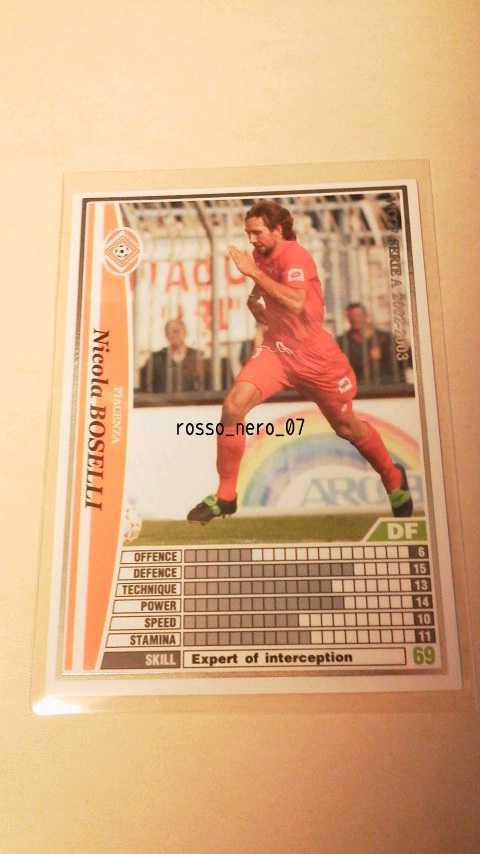 SERIE A 2002-2003
Nicola BOSELLI
PIACENZA
rosso_nero_07
ARCO
DF
OFFENCE 6
DEFENCE 15
TECHNIQUE 13
POWER 14
SPEED 10
STAMINA 11
SKILL Expert of interception 69